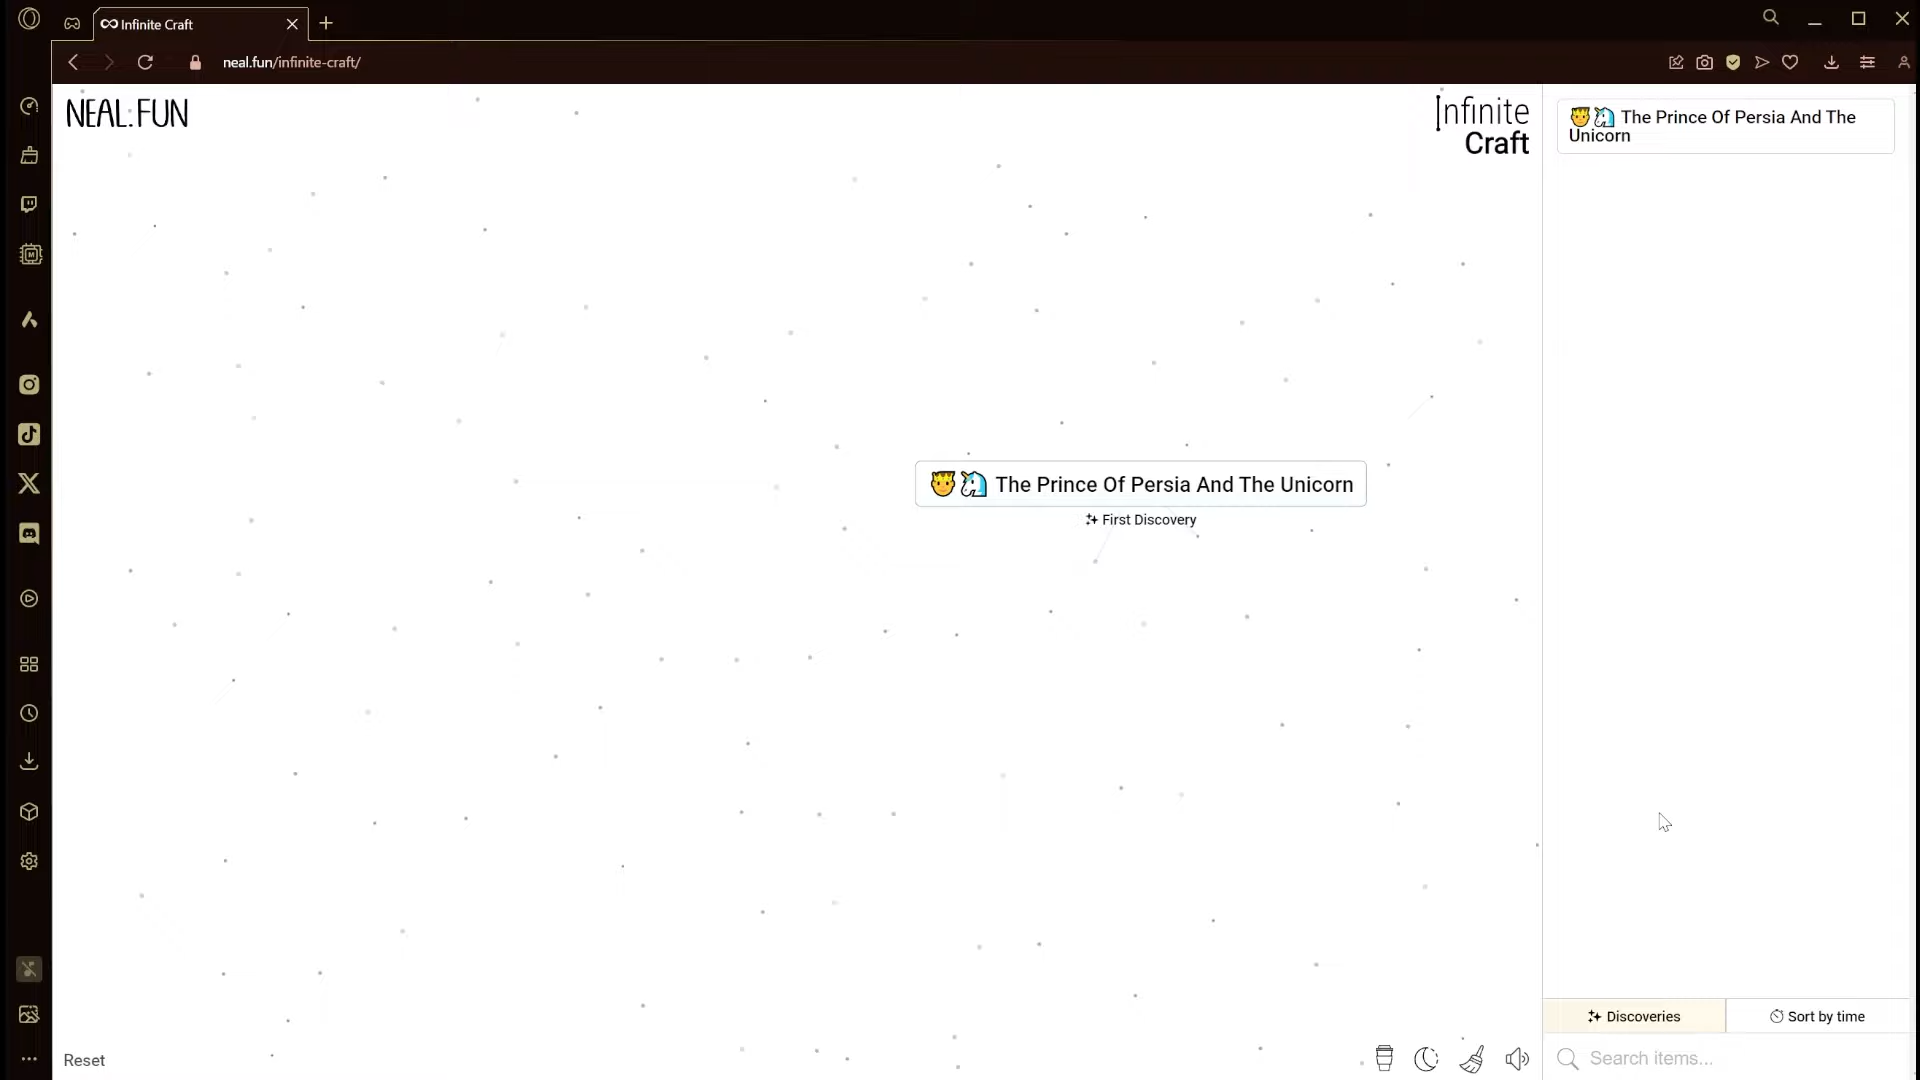 Infinite Craft
neal.fun/infinite-craft/
NEAL.FUN
Infinite
Craft
The Prince Of Persia And The
Unicorn
The Prince Of Persia And The Unicorn
First Discovery
Discoveries
Sort by time
Reset
Search items...